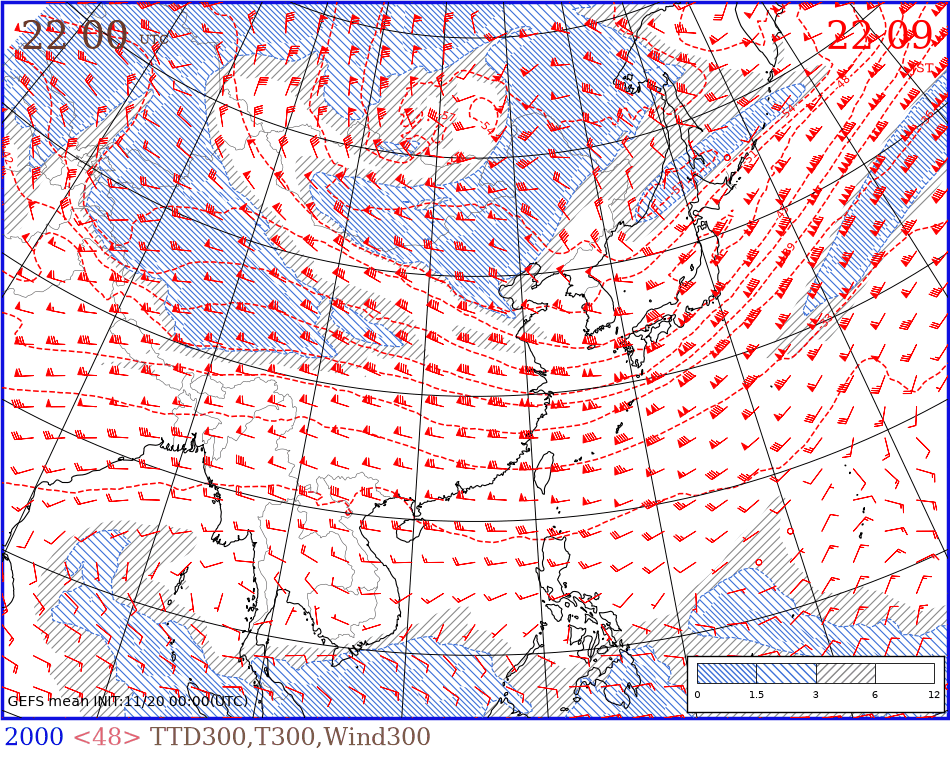 22 00 UTC
22 09 JST
GEFS mean INIT:11/20 00:00(UTC)
0 1.5 3 6 12
2000 <48> TTD300,T300,Wind300